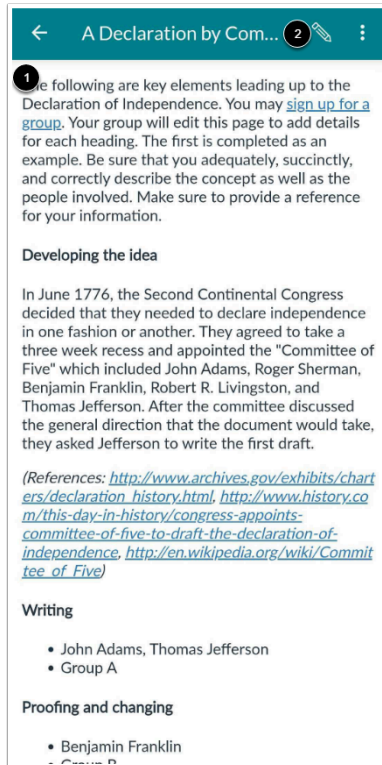 A Declaration by Com... 2
1
following are key elements leading up to the
Declaration of Independence. You may sign up for a
group. Your group will edit this page to add details
for each heading. The first is completed as an
example. Be sure that you adequately, succinctly,
and correctly describe the concept as well as the
people involved. Make sure to provide a reference
for your information.
Developing the idea
In June 1776, the Second Continental Congress
decided that they needed to declare independence
in one fashion or another. They agreed to take a
three week recess and appointed the "Committee of
Five" which included John Adams, Roger Sherman,
Benjamin Franklin, Robert R. Livingston, and
Thomas Jefferson. After the committee discussed
the general direction that the document would take,
they asked Jefferson to write the first draft.
(References: http://www.archives.gov/exhibits/chart
ers/declaration_history.html, http://www.history.co
m/this-day-in-history/congress-appoints-
committee-of-five-to-draft-the-declaration-of-
independence, http://en.wikipedia.org/wiki/Commit
tee_of_Five)
Writing
• John Adams, Thomas Jefferson
• Group A
Proofing and changing
• Benjamin Franklin
• Group B